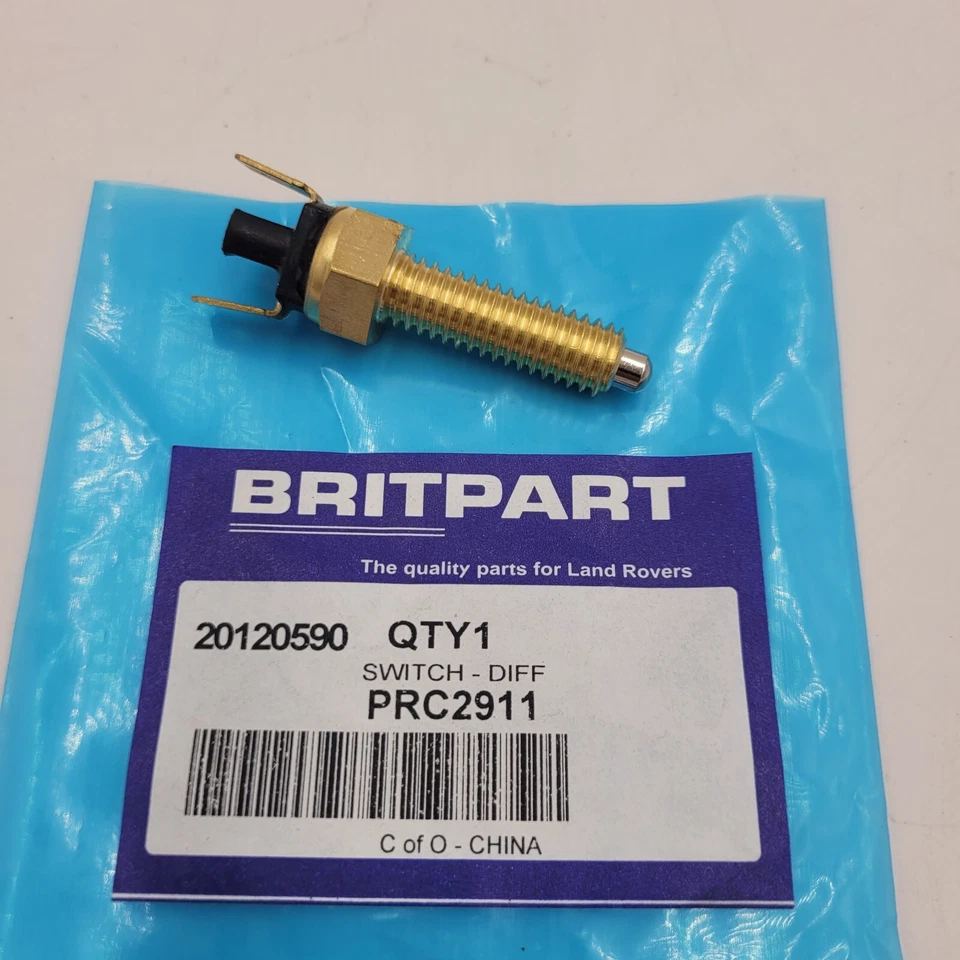 BRITPART
The quality parts for Land Rovers
20120590 QTY1
SWITCH - DIFF
PRC2911
C of O - CHINA